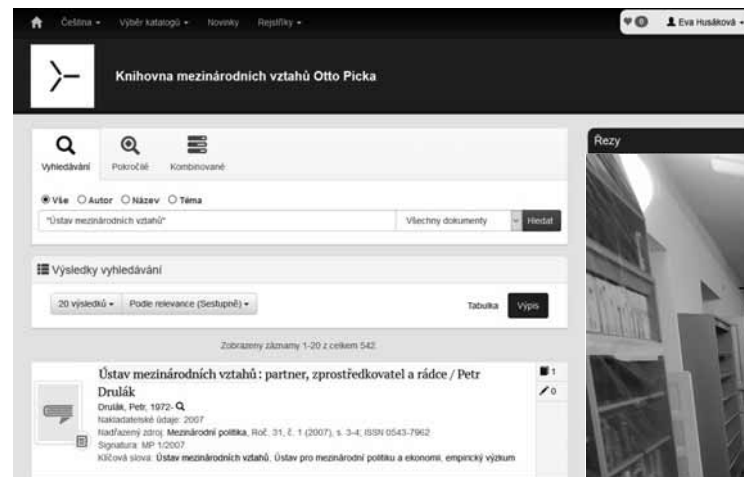 Čeština Výběr katalogů Novinky Rejstříky 0 Eva Husáková
Knihovna mezinárodních vztahů Otto Picka
Vyhledávání Pokročilé Kombinované
Vše Autor Název Téma
"Ústav mezinárodních vztahů" Všechny dokumenty Hledat
Výsledky vyhledávání
20 výsledků Podle relevance (Sestupně) Tabulka Výpis
Zobrazeny záznamy 1-20 z celkem 542
Ústav mezinárodních vztahů : partner, zprostředkovatel a rádce / Petr
Drulák
Drulák, Petr, 1972-
Nakladatelské údaje: 2007
Nadřazený zdroj: Mezinárodní politika, Roč. 31, č. 1 (2007), s. 3-4; ISSN 0543-7962
Signatura: MP 1/2007
Klíčová slova: Ústav mezinárodních vztahů, Ústav pro mezinárodní politiku a ekonomii, empirický výzkum
1
0
Řezy